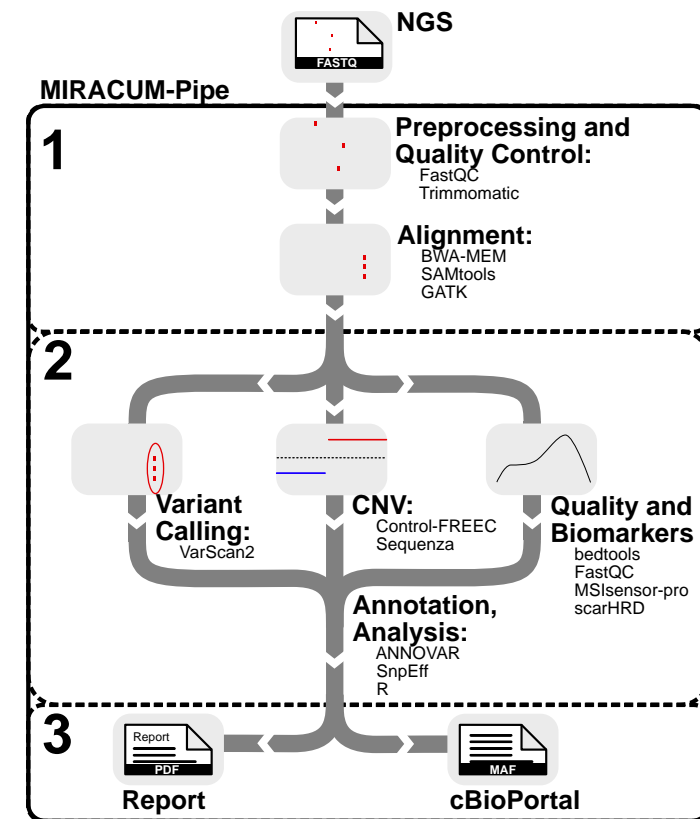 NGS
FASTQ
MIRACUM-Pipe
1
Preprocessing and
Quality Control:
FastQC
Trimmomatic
Alignment:
BWA-MEM
SAMtools
GATK
2
Variant
Calling:
VarScan2
CNV:
Control-FREEC
Sequenza
Quality and
Biomarkers
bedtools
FastQC
MSIsensor-pro
scarHRD
Annotation,
Analysis:
ANNOVAR
SnpEff
R
3
Report
PDF
Report
MAF
cBioPortal